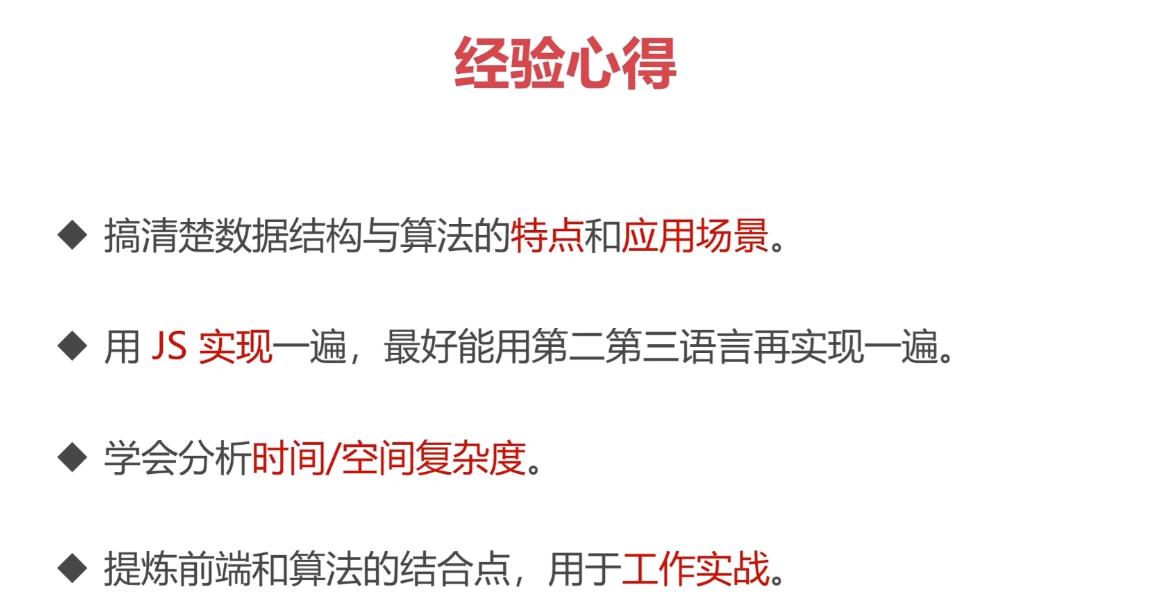 经验心得
◆ 搞清楚数据结构与算法的特点和应用场景。
◆ 用 JS 实现一遍，最好能用第二第三语言再实现一遍。
◆ 学会分析时间/空间复杂度。
◆ 提炼前端和算法的结合点，用于工作实战。